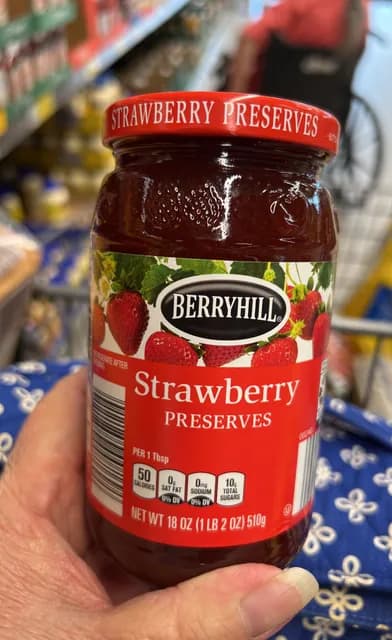 STRAWBERRY PRESERVES
BERRYHILL®
Strawberry
PRESERVES
PER 1 Tbsp
50
CALORIES
0g
SAT FAT
0% DV
0mg
SODIUM
0% DV
10g
TOTAL
SUGARS
NET WT 18 OZ (1 LB 2 OZ) 510g